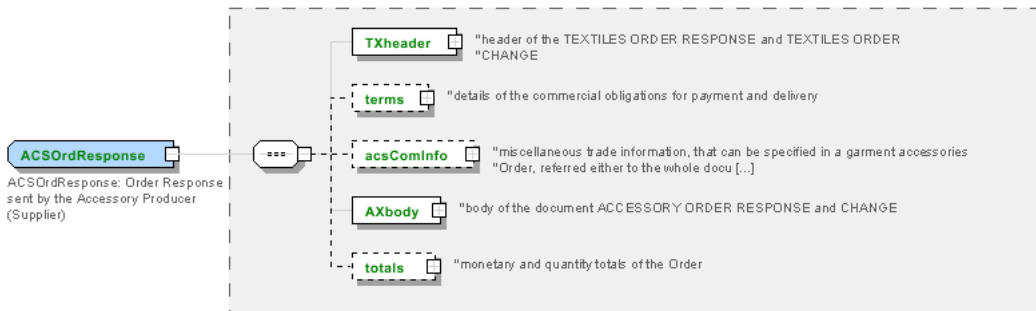 TXheader
"header of the TEXTILES ORDER RESPONSE and TEXTILES ORDER
"CHANGE
terms
"details of the commercial obligations for payment and delivery
ACSOrdResponse
ACSOrdResponse: Order Response
sent by the Accessory Producer
(Supplier)
acsComInfo
"miscellaneous trade information, that can be specified in a garment accessories
"Order, referred either to the whole docu [...]
AXbody
"body of the document ACCESSORY ORDER RESPONSE and CHANGE
totals
"monetary and quantity totals of the Order